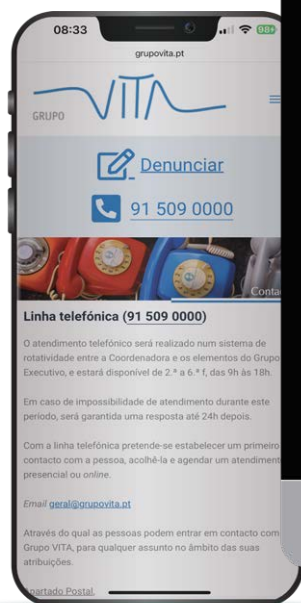 08:33
98+
grupovita.pt
GRUPO VITA
Denunciar
91 509 0000
Linha telefónica (91 509 0000)
O atendimento telefónico será realizado num sistema de
rotatividade entre a Coordenadora e os elementos do Grupo
Executivo, e estará disponível de 2.ª a 6.ª f, das 9h às 18h.
Em caso de impossibilidade de atendimento durante este
período, será garantida uma resposta até 24h depois.
Com a linha telefónica pretende-se estabelecer um primeiro
contacto com a pessoa, acolhê-la e agendar um atendiment
presencial ou online.
Email geral@grupovita.pt
Através do qual as pessoas podem entrar em contacto com
Grupo VITA, para qualquer assunto no âmbito das suas
atribuições.
Apartado Postal.